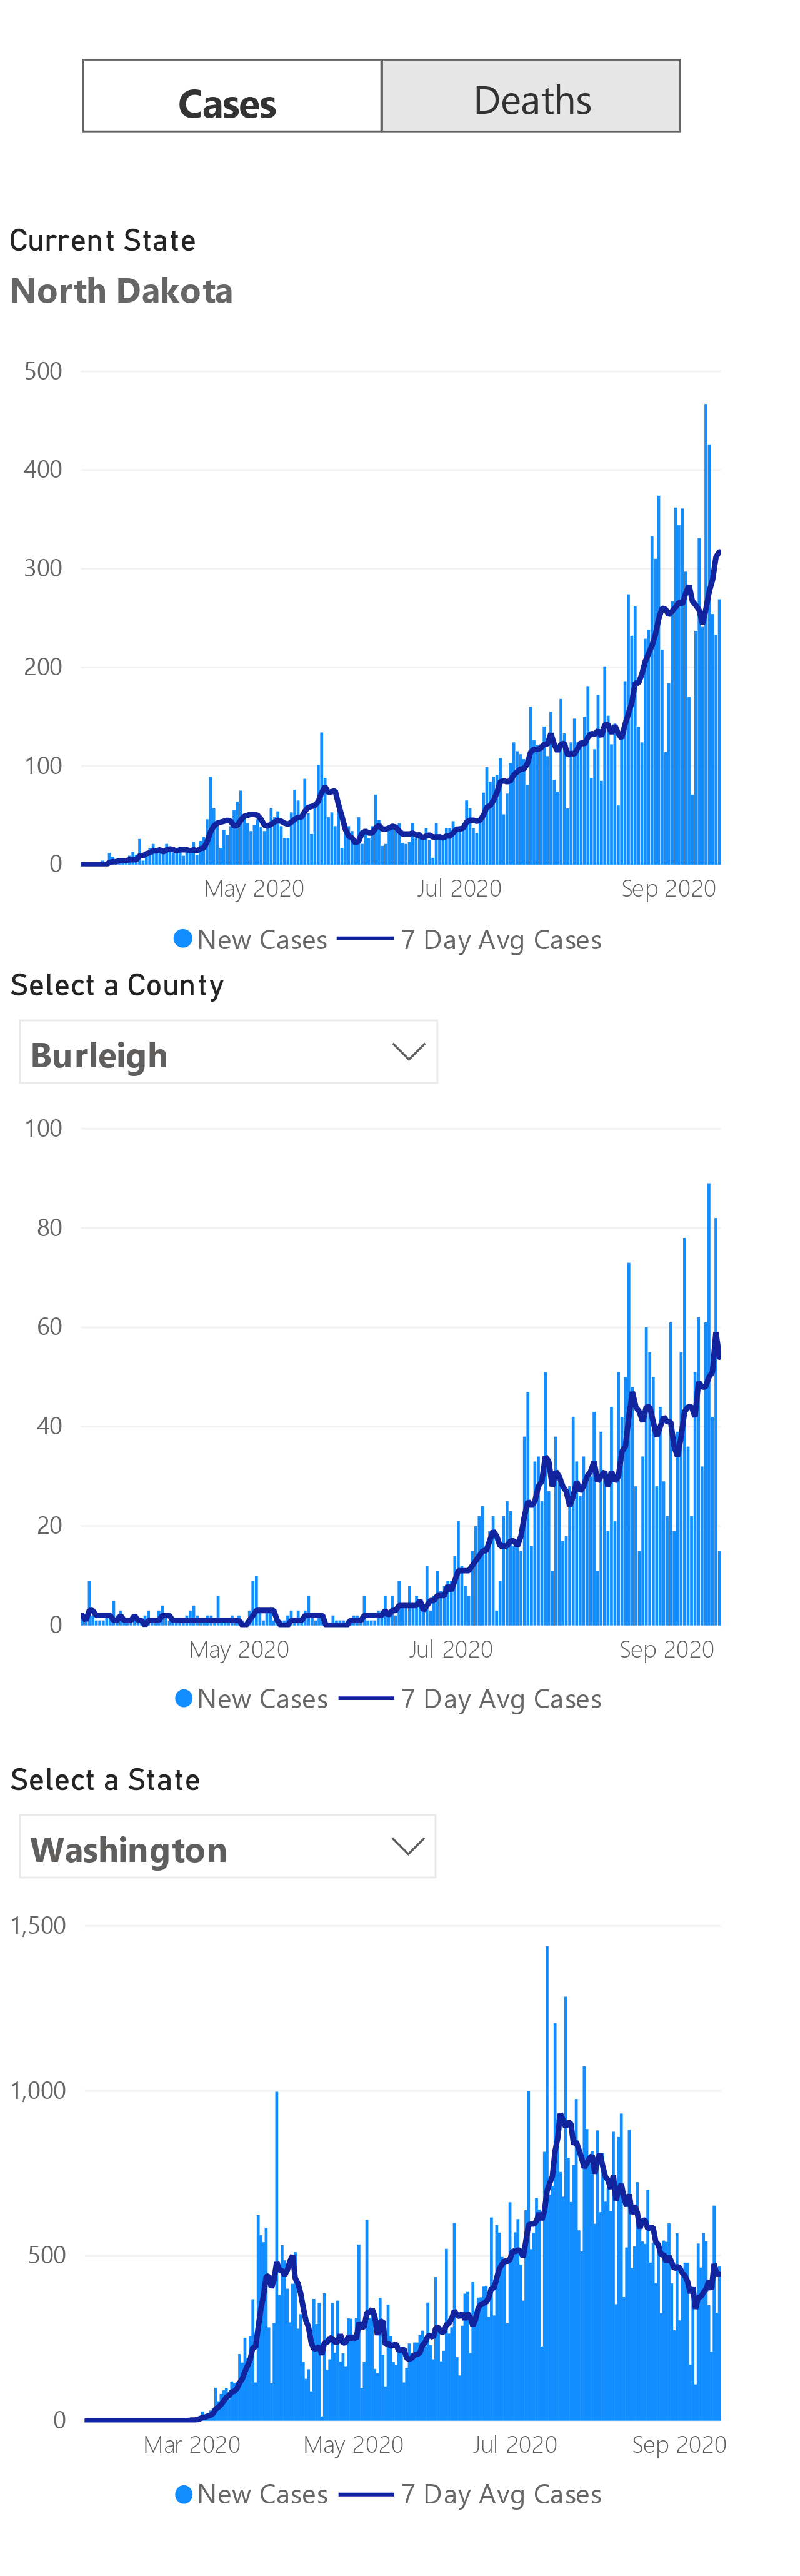 Cases Deaths
Current State
North Dakota
500
400
300
200
100
0
May 2020 Jul 2020 Sep 2020
New Cases 7 Day Avg Cases
Select a County
Burleigh
100
80
60
40
20
0
May 2020 Jul 2020 Sep 2020
New Cases 7 Day Avg Cases
Select a State
Washington
1,500
1,000
500
0
Mar 2020 May 2020 Jul 2020 Sep 2020
New Cases 7 Day Avg Cases